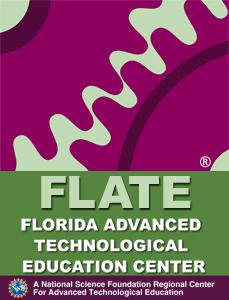 ®
FLATE
FLORIDA ADVANCED
TECHNOLOGICAL
EDUCATION CENTER
A National Science Foundation Regional Center
For Advanced Technological Education